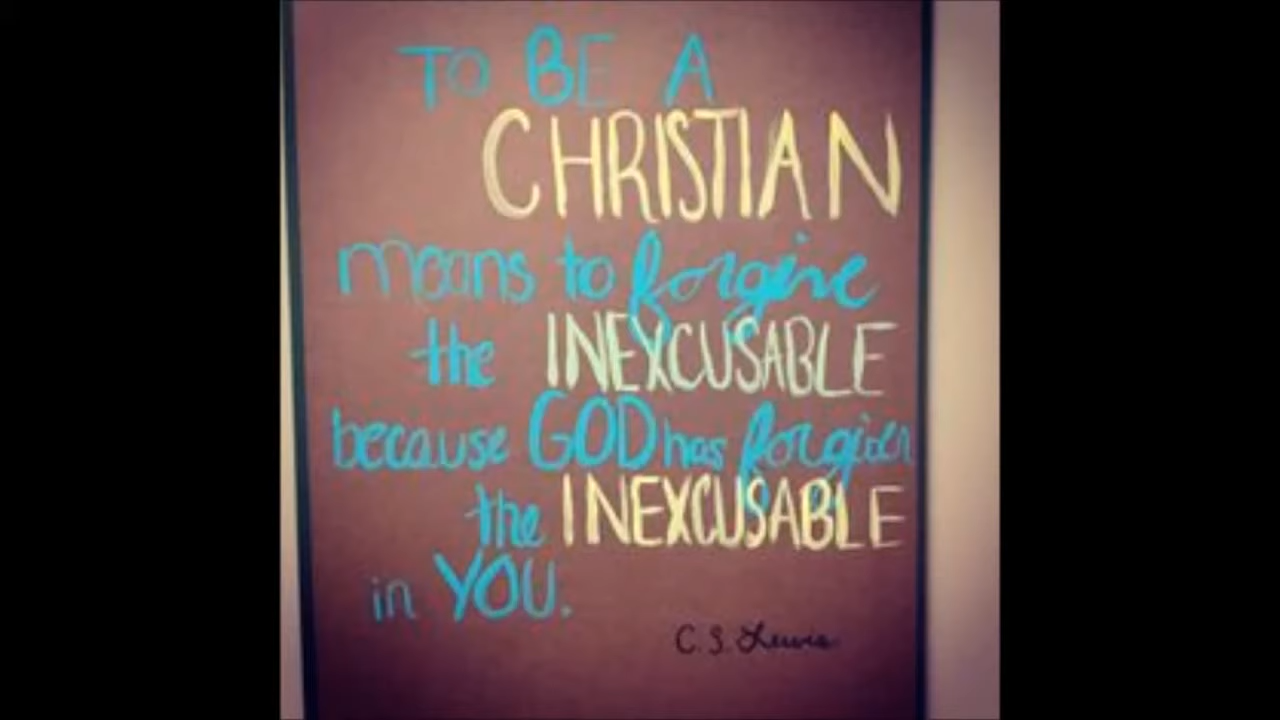 TO BE A
CHRISTIAN
means to forgive
the INEXCUSABLE
because GOD has forgiven
the INEXCUSABLE
in YOU.
C. S. Lewis